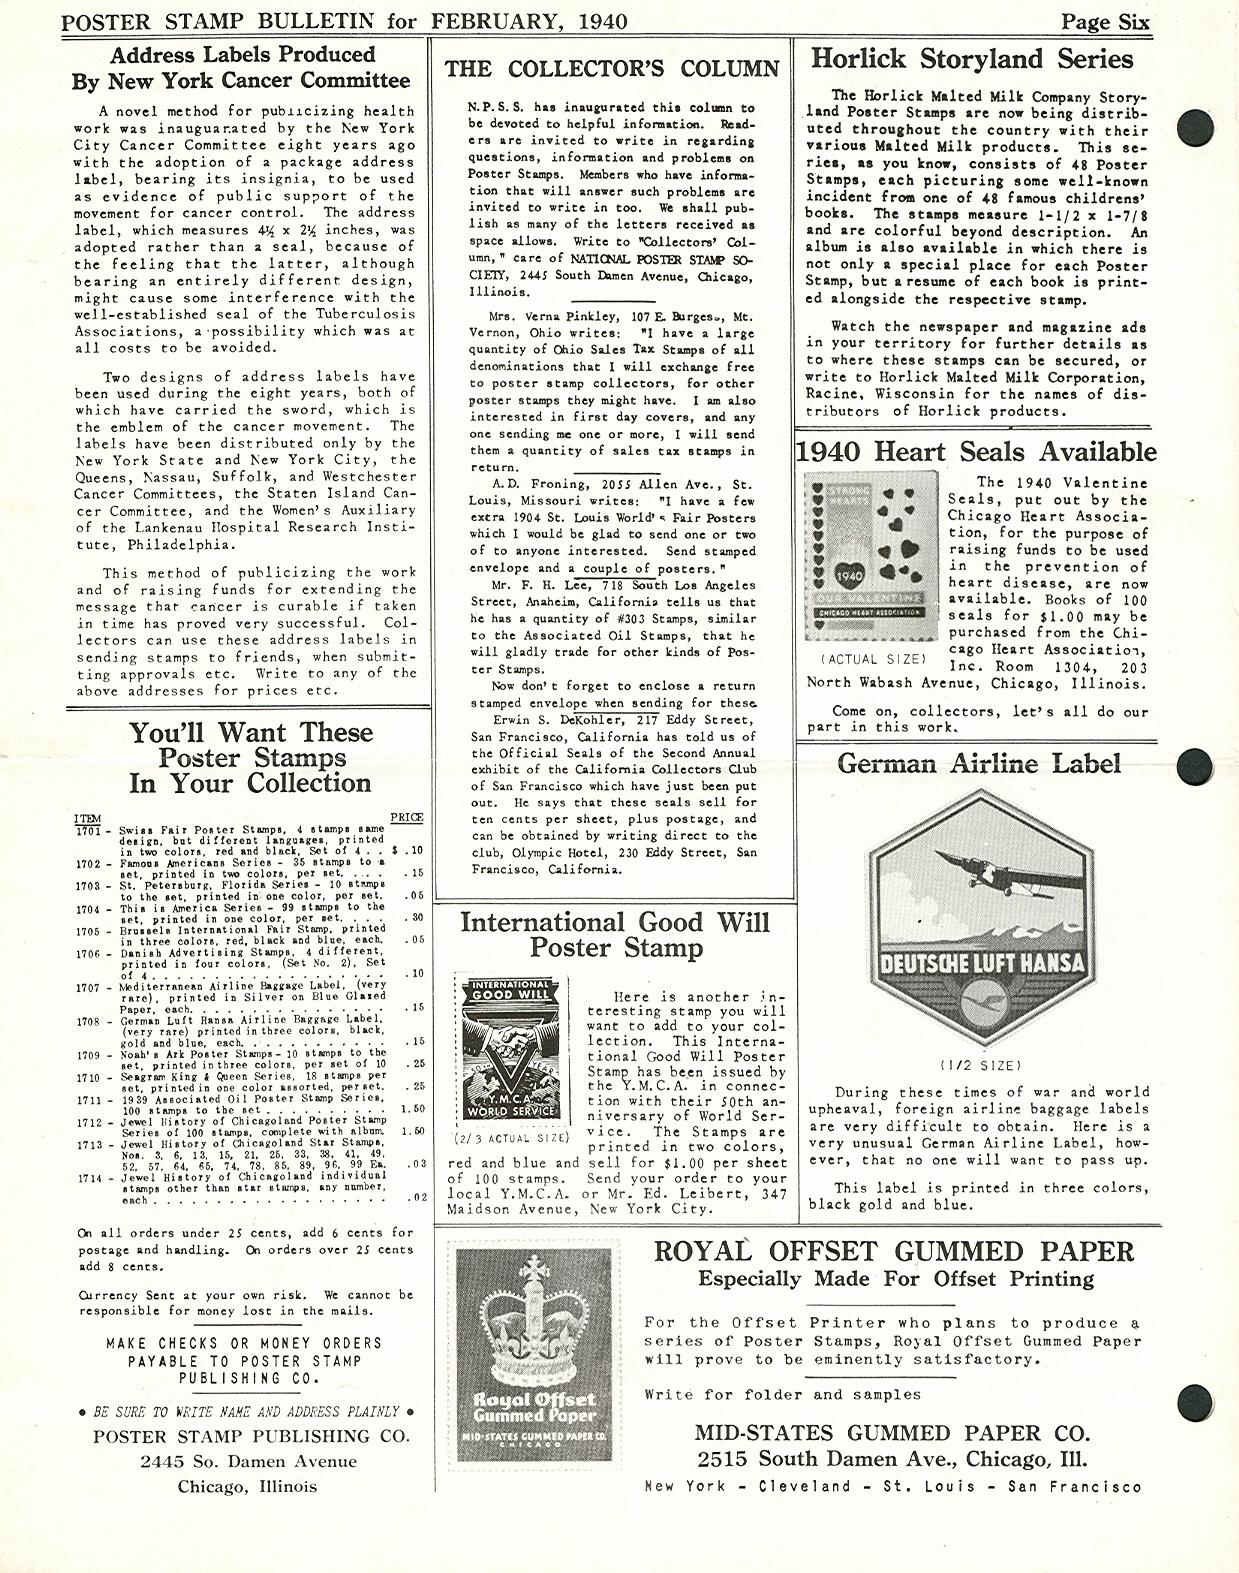 POSTER STAMP BULLETIN for FEBRUARY, 1940
Page Six
Address Labels Produced
By New York Cancer Committee
A novel method for publicizing health
work was inauguarated by the New York
City Cancer Committee eight years ago
with the adoption of a package address
label, bearing its insignia, to be used
as evidence of public support of the
movement for cancer control. The address
label, which measures 4½ x 2½ inches, was
adopted rather than a seal, because of
the feeling that the latter, although
bearing an entirely different design,
might cause some interference with the
well-established seal of the Tuberculosis
Associations, a possibility which was at
all costs to be avoided.
Two designs of address labels have
been used during the eight years, both of
which have carried the sword, which is
the emblem of the cancer movement. The
labels have been distributed only by the
New York State and New York City, the
Queens, Nassau, Suffolk, and Westchester
Cancer Committees, the Staten Island Can-
cer Committee, and the Women's Auxiliary
of the Lankenau Hospital Research Insti-
tute, Philadelphia.
This method of publicizing the work
and of raising funds for extending the
message that cancer is curable if taken
in time has proved very successful. Col-
lectors can use these address labels in
sending stamps to friends, when submit-
ting approvals etc. Write to any of the
above addresses for prices etc.
You'll Want These
Poster Stamps
In Your Collection
ITEM PRICE
1701 - Swiss Fair Poster Stamps, 4 stamps same
design, but different languages, printed
in two colors, red and black, Set of 4 . . $ .10
1702 - Famous Americans Series - 35 stamps to a
set, printed in two colors, per set. . . . .15
1703 - St. Petersburg, Florida Series - 10 stamps
to the set, printed in one color, per set. .05
1704 - This is America Series - 99 stamps to the
set, printed in one color, per set. . . . .30
1705 - Brussels International Fair Stamp, printed
in three colors, red, black and blue, each. .05
1706 - Danish Advertising Stamps, 4 different,
printed in four colors, (Set No. 2), Set
of 4 . . . . . . . . . . . . . . . . . . . .10
1707 - Mediterranean Airline Baggage Label, (very
rare), printed in Silver on Blue Glazed
Paper, each. . . . . . . . . . . . . . . . .15
1708 - German Luft Hansa Airline Baggage Label,
(very rare) printed in three colors, black,
gold and blue, each. . . . . . . . . . . . .15
1709 - Noah's Ark Poster Stamps - 10 stamps to the
set, printed in three colors, per set of 10 .25
1710 - Seagram King & Queen Series, 18 stamps per
set, printed in one color assorted, per set. .25
1711 - 1939 Associated Oil Poster Stamp Series,
100 stamps to the set . . . . . . . . . . 1.50
1712 - Jewel History of Chicagoland Poster Stamp
Series of 100 stamps, complete with album. 1.50
1713 - Jewel History of Chicagoland Star Stamps,
Nos. 3, 6, 13, 15, 21, 25, 33, 38, 41, 49,
52, 57, 64, 65, 74, 78, 85, 89, 96, 99 Ea. .03
1714 - Jewel History of Chicagoland individual
stamps other than star stamps, any number,
each . . . . . . . . . . . . . . . . . . . .02
On all orders under 25 cents, add 6 cents for
postage and handling. On orders over 25 cents
add 8 cents.
Currency Sent at your own risk. We cannot be
responsible for money lost in the mails.
MAKE CHECKS OR MONEY ORDERS
PAYABLE TO POSTER STAMP
PUBLISHING CO.
• BE SURE TO WRITE NAME AND ADDRESS PLAINLY •
POSTER STAMP PUBLISHING CO.
2445 So. Damen Avenue
Chicago, Illinois
THE COLLECTOR'S COLUMN
N.P.S.S. has inaugurated this column to
be devoted to helpful information. Read-
ers are invited to write in regarding
questions, information and problems on
Poster Stamps. Members who have informa-
tion that will answer such problems are
invited to write in too. We shall pub-
lish as many of the letters received as
space allows. Write to "Collectors' Col-
umn," care of NATIONAL POSTER STAMP SO-
CIETY, 2445 South Damen Avenue, Chicago,
Illinois.
Mrs. Verna Pinkley, 107 E. Burgess, Mt.
Vernon, Ohio writes: "I have a large
quantity of Ohio Sales Tax Stamps of all
denominations that I will exchange free
to poster stamp collectors, for other
poster stamps they might have. I am also
interested in first day covers, and any
one sending me one or more, I will send
them a quantity of sales tax stamps in
return.
A.D. Froning, 2055 Allen Ave., St.
Louis, Missouri writes: "I have a few
extra 1904 St. Louis World's Fair Posters
which I would be glad to send one or two
of to anyone interested. Send stamped
envelope and a couple of posters."
Mr. F. H. Lee, 718 South Los Angeles
Street, Anaheim, California tells us that
he has a quantity of #303 Stamps, similar
to the Associated Oil Stamps, that he
will gladly trade for other kinds of Pos-
ter Stamps.
Now don't forget to enclose a return
stamped envelope when sending for these.
Erwin S. DeKohler, 217 Eddy Street,
San Francisco, California has told us of
the Official Seals of the Second Annual
exhibit of the California Collectors Club
of San Francisco which have just been put
out. He says that these seals sell for
ten cents per sheet, plus postage, and
can be obtained by writing direct to the
club, Olympic Hotel, 230 Eddy Street, San
Francisco, California.
International Good Will
Poster Stamp
INTERNATIONAL
GOOD WILL
50 YEARS
Y.M.C.A.
WORLD SERVICE
(2/3 ACTUAL SIZE)
Here is another in-
teresting stamp you will
want to add to your col-
lection. This Interna-
tional Good Will Poster
Stamp has been issued by
the Y.M.C.A. in connec-
tion with their 50th an-
niversary of World Ser-
vice. The Stamps are
printed in two colors,
red and blue and sell for $1.00 per sheet
of 100 stamps. Send your order to your
local Y.M.C.A. or Mr. Ed. Leibert, 347
Maidson Avenue, New York City.
Horlick Storyland Series
The Horlick Malted Milk Company Story-
land Poster Stamps are now being distrib-
uted throughout the country with their
various Malted Milk products. This se-
ries, as you know, consists of 48 Poster
Stamps, each picturing some well-known
incident from one of 48 famous childrens'
books. The stamps measure 1-1/2 x 1-7/8
and are colorful beyond description. An
album is also available in which there is
not only a special place for each Poster
Stamp, but a resume of each book is print-
ed alongside the respective stamp.
Watch the newspaper and magazine ads
in your territory for further details as
to where these stamps can be secured, or
write to Horlick Malted Milk Corporation,
Racine, Wisconsin for the names of dis-
tributors of Horlick products.
1940 Heart Seals Available
STRONG
HEARTS
1940
OUR VALENTINE
CHICAGO HEART ASSOCIATION
(ACTUAL SIZE)
The 1940 Valentine
Seals, put out by the
Chicago Heart Associa-
tion, for the purpose of
raising funds to be used
in the prevention of
heart disease, are now
available. Books of 100
seals for $1.00 may be
purchased from the Chi-
cago Heart Association,
Inc. Room 1304, 203
North Wabash Avenue, Chicago, Illinois.
Come on, collectors, let's all do our
part in this work.
German Airline Label
DEUTSCHE LUFT HANSA
(1/2 SIZE)
During these times of war and world
upheaval, foreign airline baggage labels
are very difficult to obtain. Here is a
very unusual German Airline Label, how-
ever, that no one will want to pass up.
This label is printed in three colors,
black gold and blue.
Royal Offset
Gummed Paper
MID-STATES GUMMED PAPER CO.
CHICAGO
ROYAL OFFSET GUMMED PAPER
Especially Made For Offset Printing
For the Offset Printer who plans to produce a
series of Poster Stamps, Royal Offset Gummed Paper
will prove to be eminently satisfactory.
Write for folder and samples
MID-STATES GUMMED PAPER CO.
2515 South Damen Ave., Chicago, Ill.
New York - Cleveland - St. Louis - San Francisco